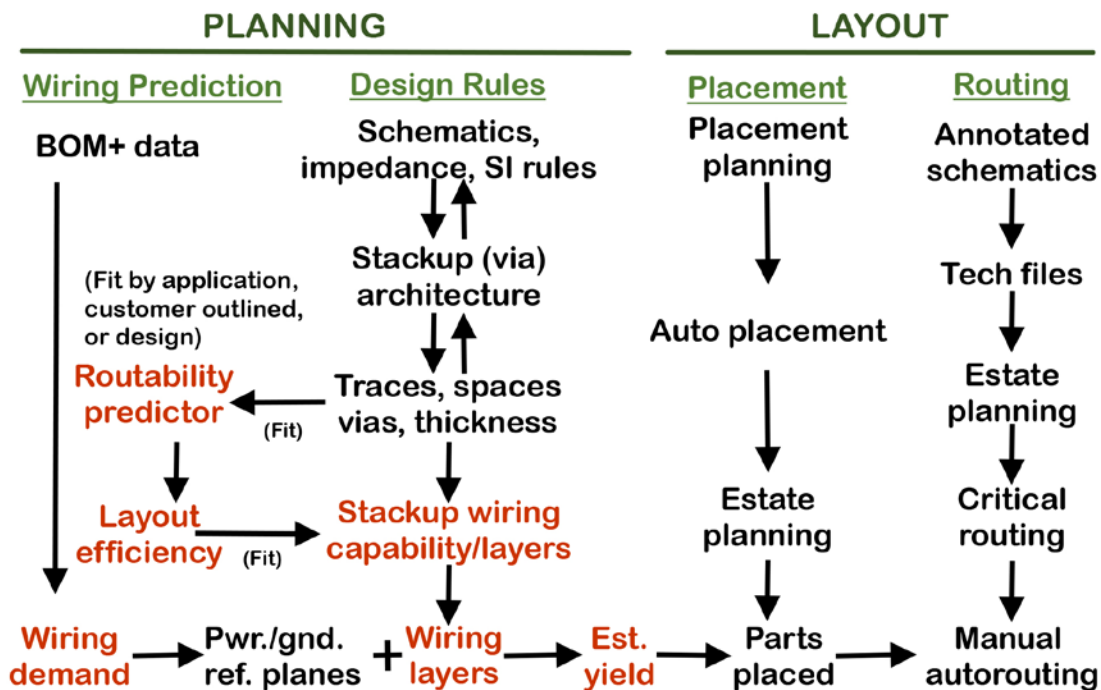 PLANNING
LAYOUT
Wiring Prediction
Design Rules
Placement
Routing
BOM+ data
Schematics,
impedance, SI rules
Stackup (via)
architecture
(Fit by application,
customer outlined,
or design)
Routability
predictor
(Fit)
Traces, spaces
vias, thickness
Layout
efficiency
(Fit)
Stackup wiring
capability/layers
Wiring
demand
Pwr./gnd.
ref. planes
+
Wiring
layers
Est.
yield
Placement
planning
Auto placement
Estate
planning
Parts
placed
Annotated
schematics
Tech files
Estate
planning
Critical
routing
Manual
autorouting